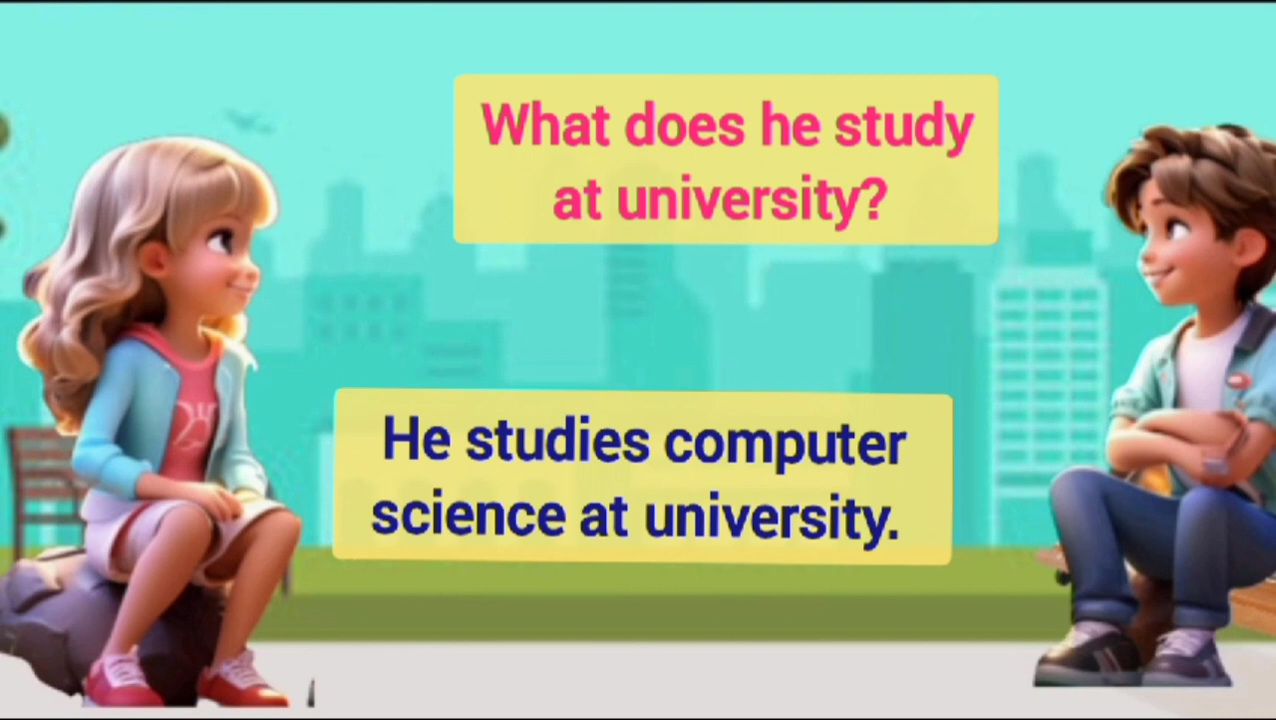 What does he study
at university?
He studies computer
science at university.